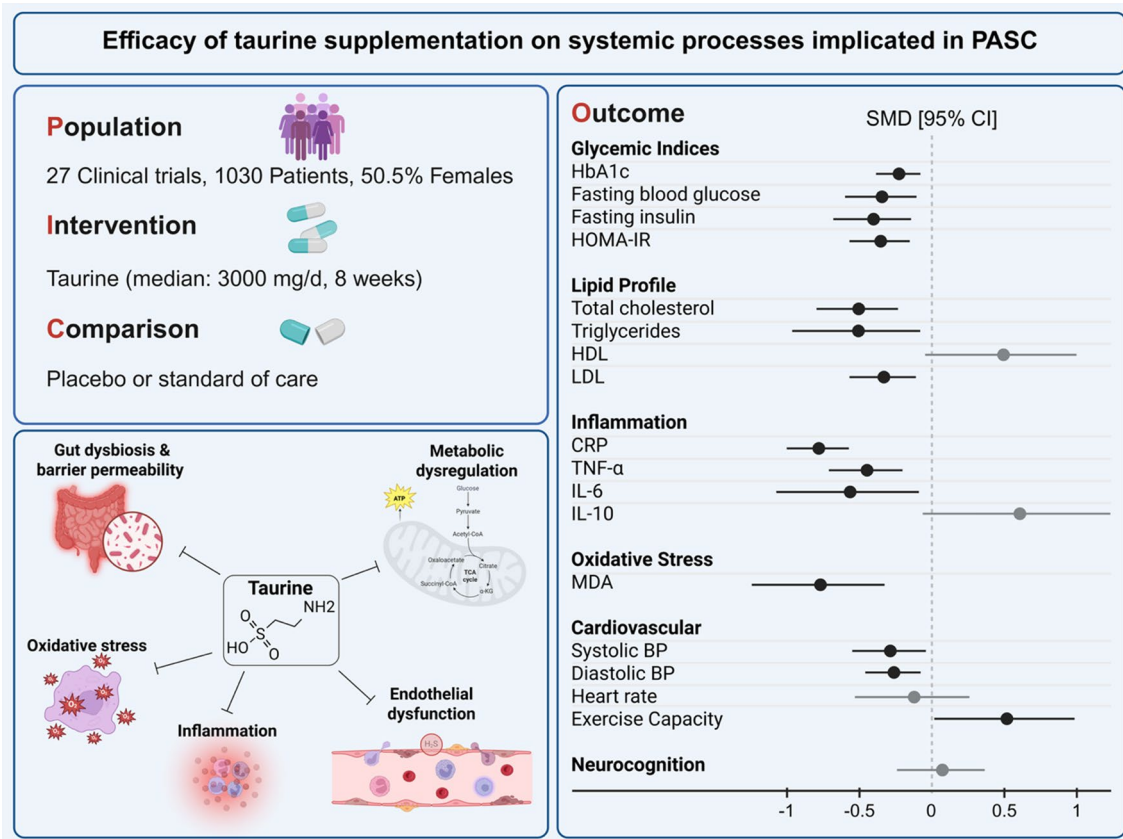 Efficacy of taurine supplementation on systemic processes implicated in PASC
Population
27 Clinical trials, 1030 Patients, 50.5% Females
Intervention
Taurine (median: 3000 mg/d, 8 weeks)
Comparison
Placebo or standard of care
Gut dysbiosis &
barrier permeability
Metabolic
dysregulation
ATP
Glucose
Pyruvate
Acetyl-CoA
Oxaloacetate
Citrate
TCA
cycle
Succinyl-CoA
α-KG
Taurine
NH2
O
HO
S
O
Oxidative stress
O₂
Inflammation
Endothelial
dysfunction
H₂S
Outcome
SMD [95% CI]
Glycemic Indices
HbA1c
Fasting blood glucose
Fasting insulin
HOMA-IR
Lipid Profile
Total cholesterol
Triglycerides
HDL
LDL
Inflammation
CRP
TNF-α
IL-6
IL-10
Oxidative Stress
MDA
Cardiovascular
Systolic BP
Diastolic BP
Heart rate
Exercise Capacity
Neurocognition
-1 -0.5 0 0.5 1